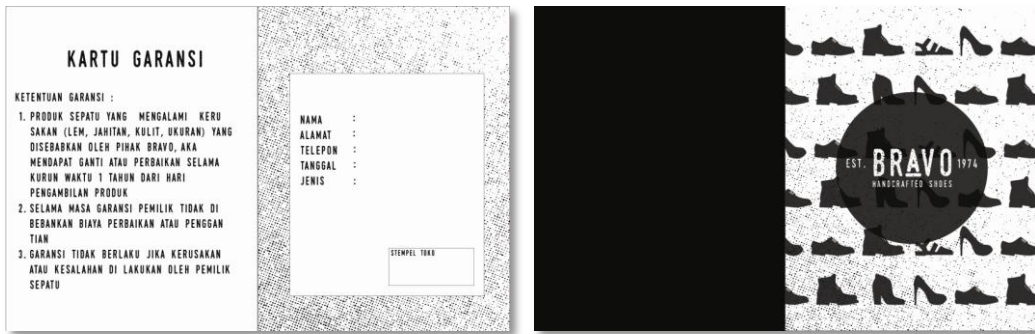 KARTU GARANSI
KETENTUAN GARANSI :
1. PRODUK SEPATU YANG MENGALAMI KERU
SAKAN (LEM, JAHITAN, KULIT, UKURAN) YANG
DISEBABKAN OLEH PIHAK BRAVO, AKA
MENDAPAT GANTI ATAU PERBAIKAN SELAMA
KURUN WAKTU 1 TAHUN DARI HARI
PENGAMBILAN PRODUK
2. SELAMA MASA GARANSI PEMILIK TIDAK DI
BEBANKAN BIAYA PERBAIKAN ATAU PENGGAN
TIAN
3. GARANSI TIDAK BERLAKU JIKA KERUSAKAN
ATAU KESALAHAN DI LAKUKAN OLEH PEMILIK
SEPATU
NAMA :
ALAMAT :
TELEPON :
TANGGAL :
JENIS :
STEMPEL TOKO
EST. BRAVO 1974
HANDCRAFTED SHOES